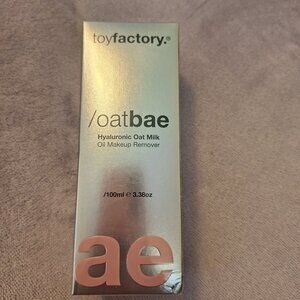 toyfactory.®
/oatbae
Hyaluronic Oat Milk
Oil Makeup Remover
/100ml ℮ 3.38oz
ae